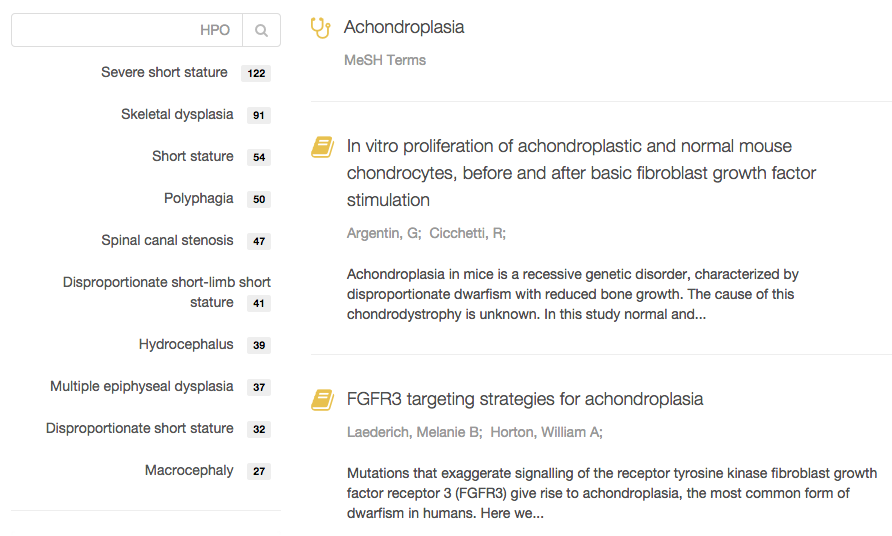 HPO
Severe short stature 122
Skeletal dysplasia 91
Short stature 54
Polyphagia 50
Spinal canal stenosis 47
Disproportionate short-limb short
stature 41
Hydrocephalus 39
Multiple epiphyseal dysplasia 37
Disproportionate short stature 32
Macrocephaly 27
Achondroplasia
MeSH Terms
In vitro proliferation of achondroplastic and normal mouse
chondrocytes, before and after basic fibroblast growth factor
stimulation
Argentin, G; Cicchetti, R;
Achondroplasia in mice is a recessive genetic disorder, characterized by
disproportionate dwarfism with reduced bone growth. The cause of this
chondrodystrophy is unknown. In this study normal and...
FGFR3 targeting strategies for achondroplasia
Laederich, Melanie B; Horton, William A;
Mutations that exaggerate signalling of the receptor tyrosine kinase fibroblast growth
factor receptor 3 (FGFR3) give rise to achondroplasia, the most common form of
dwarfism in humans. Here we...